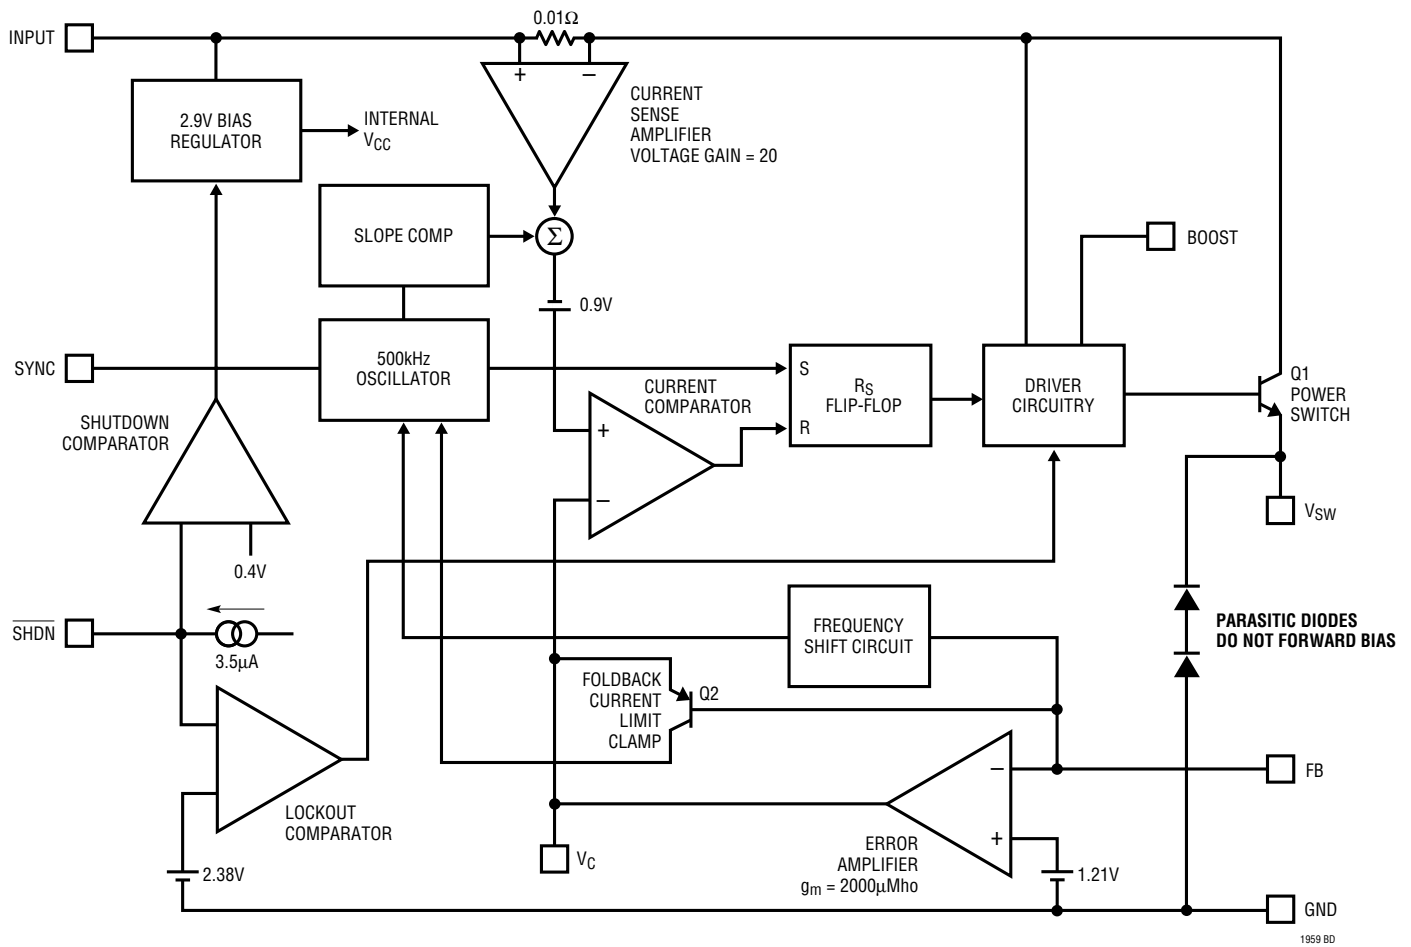 INPUT
0.01Ω
+
–
2.9V BIAS
REGULATOR
INTERNAL
VCC
CURRENT
SENSE
AMPLIFIER
VOLTAGE GAIN = 20
SLOPE COMP
Σ
BOOST
0.9V
SYNC
500kHz
OSCILLATOR
S
RS
FLIP-FLOP
R
DRIVER
CIRCUITRY
Q1
POWER
SWITCH
CURRENT
COMPARATOR
+
–
SHUTDOWN
COMPARATOR
VSW
0.4V
SHDN
3.5µA
FREQUENCY
SHIFT CIRCUIT
PARASITIC DIODES
DO NOT FORWARD BIAS
FOLDBACK
CURRENT
LIMIT
CLAMP
Q2
–
FB
LOCKOUT
COMPARATOR
+
ERROR
AMPLIFIER
gm = 2000µMho
VC
2.38V
1.21V
GND
1959 BD